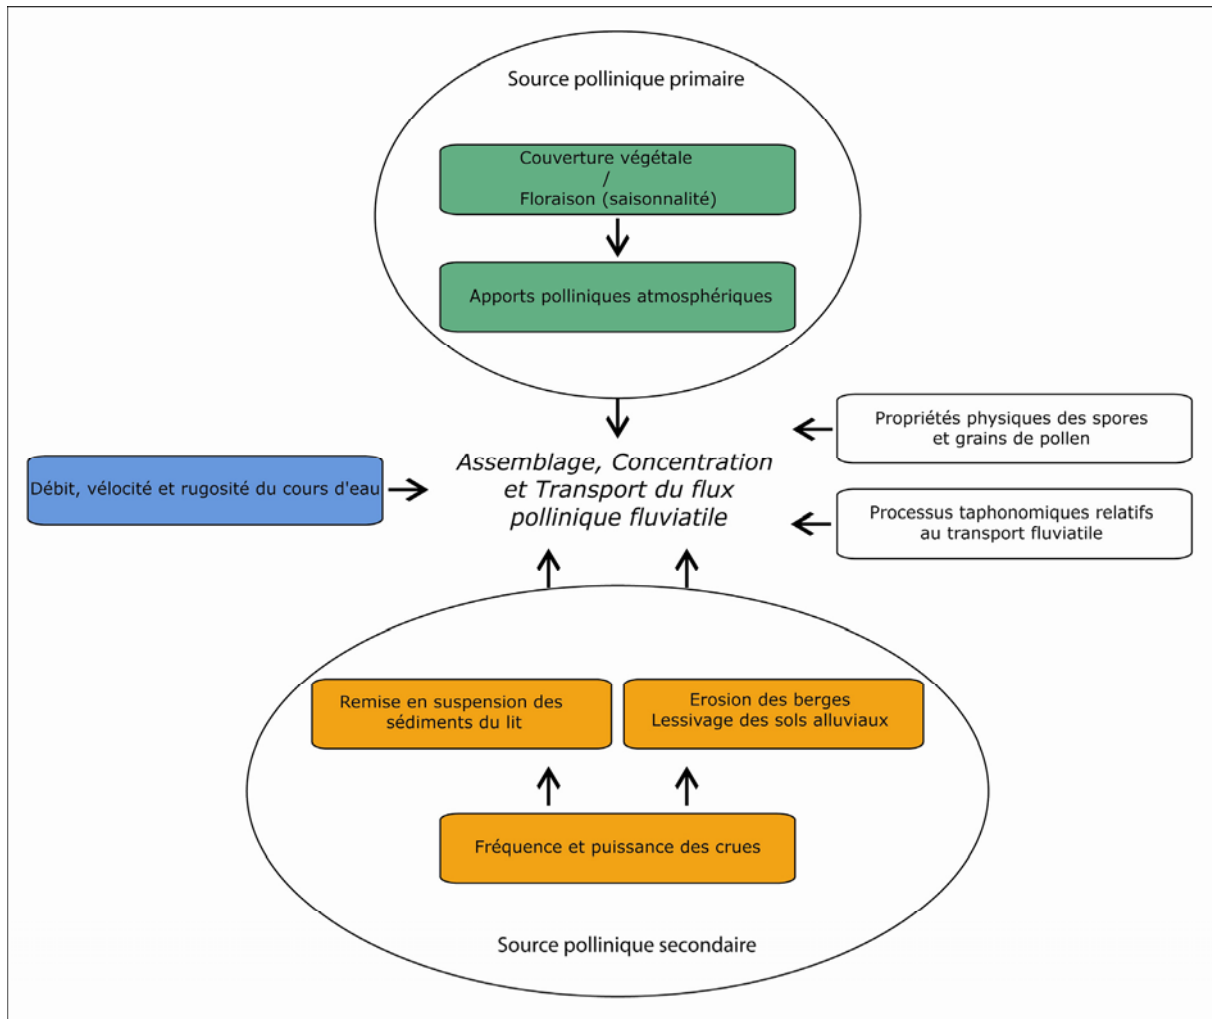 Source pollinique primaire
Couverture végétale
/
Floraison (saisonnalité)
Apports polliniques atmosphériques
Propriétés physiques des spores
et grains de pollen
Assemblage, Concentration
et Transport du flux
pollinique fluviatile
Débit, vélocité et rugosité du cours d'eau
Processus taphonomiques relatifs
au transport fluviatile
Remise en suspension des
sédiments du lit
Erosion des berges
Lessivage des sols alluviaux
Fréquence et puissance des crues
Source pollinique secondaire